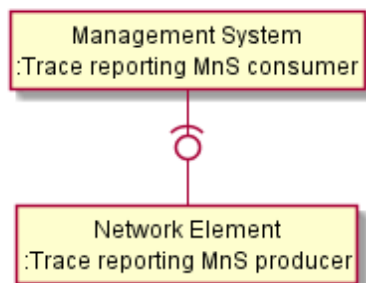 Management System
:Trace reporting MnS consumer
Network Element
:Trace reporting MnS producer